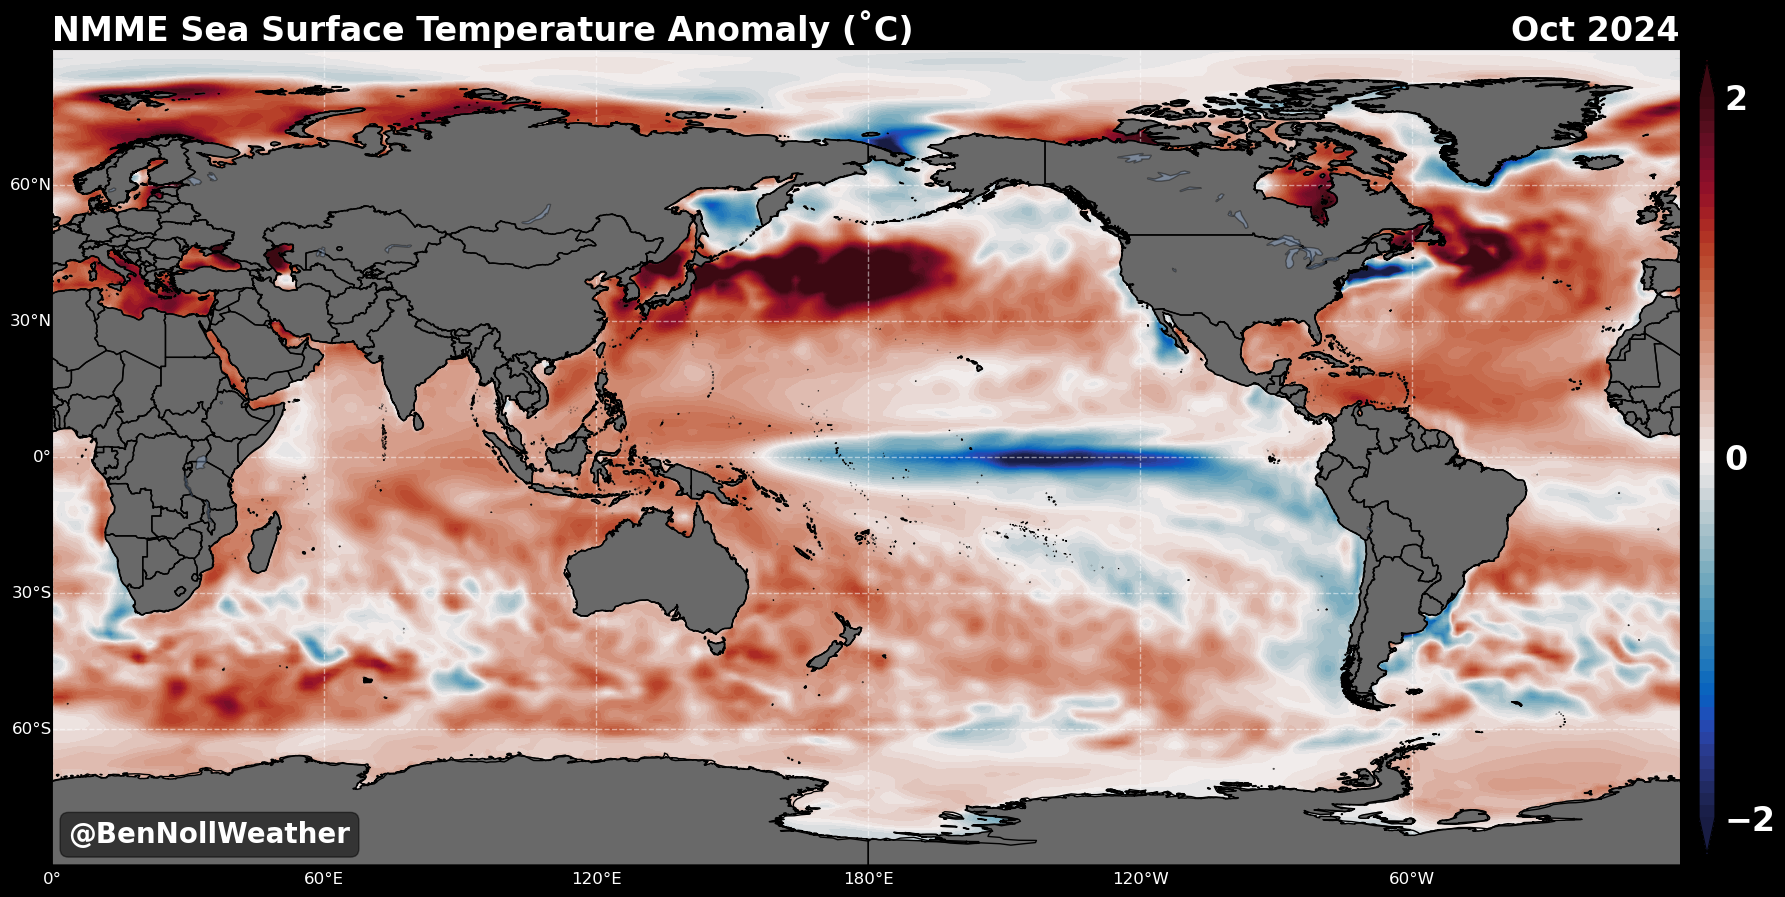 NMME Sea Surface Temperature Anomaly (˚C)
Oct 2024
2
0
−2
60°N
30°N
0°
30°S
60°S
@BenNollWeather
0°
60°E
120°E
180°E
120°W
60°W